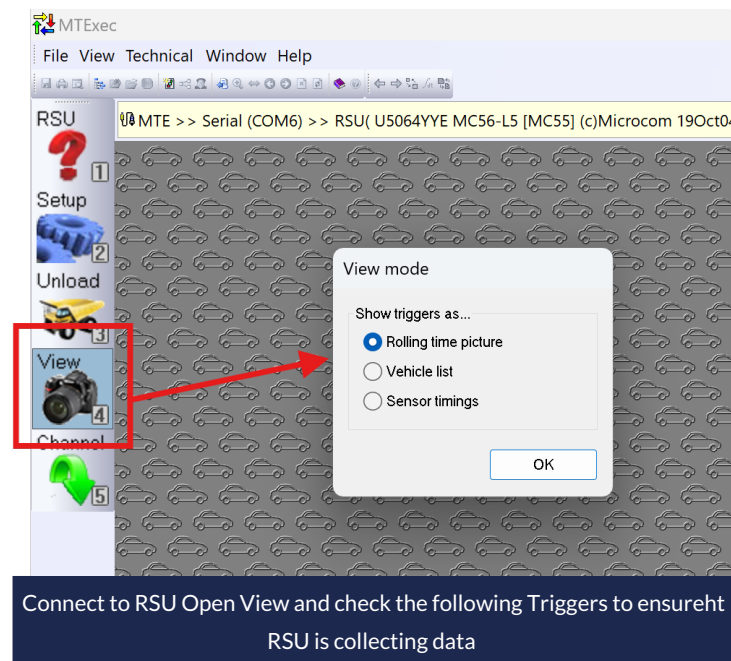 MTExec
File View Technical Window Help
RSU
MTE >> Serial (COM6) >> RSU( U5064YYE MC56-L5 [MC55] (c)Microcom 19Oct04
1
Setup
2
Unload
3
View
4
Channel
5
View mode
Show triggers as...
Rolling time picture
Vehicle list
Sensor timings
OK
Connect to RSU Open View and check the following Triggers to ensureht
RSU is collecting data